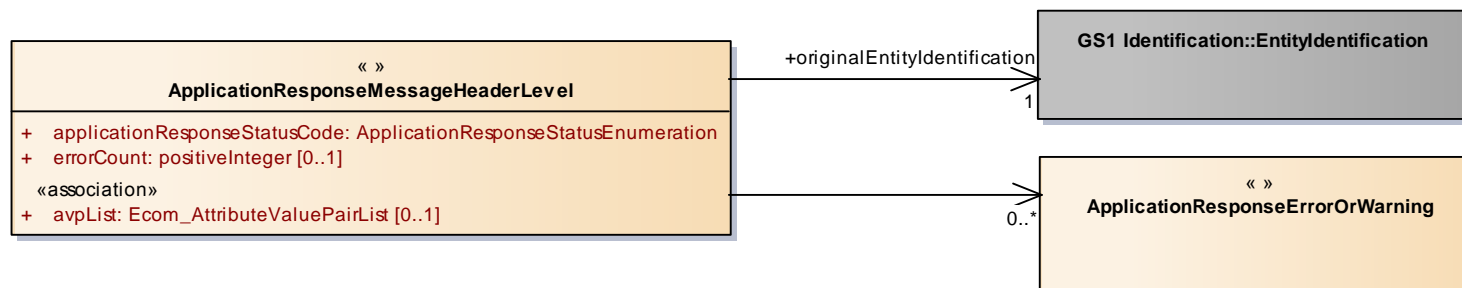 « »
ApplicationResponseMessageHeaderLevel
+ applicationResponseStatusCode: ApplicationResponseStatusEnumeration
+ errorCount: positiveInteger [0..1]
«association»
+ avpList: Ecom_AttributeValuePairList [0..1]
+originalEntityIdentification
1
GS1 Identification::EntityIdentification
0..*
« »
ApplicationResponseErrorOrWarning